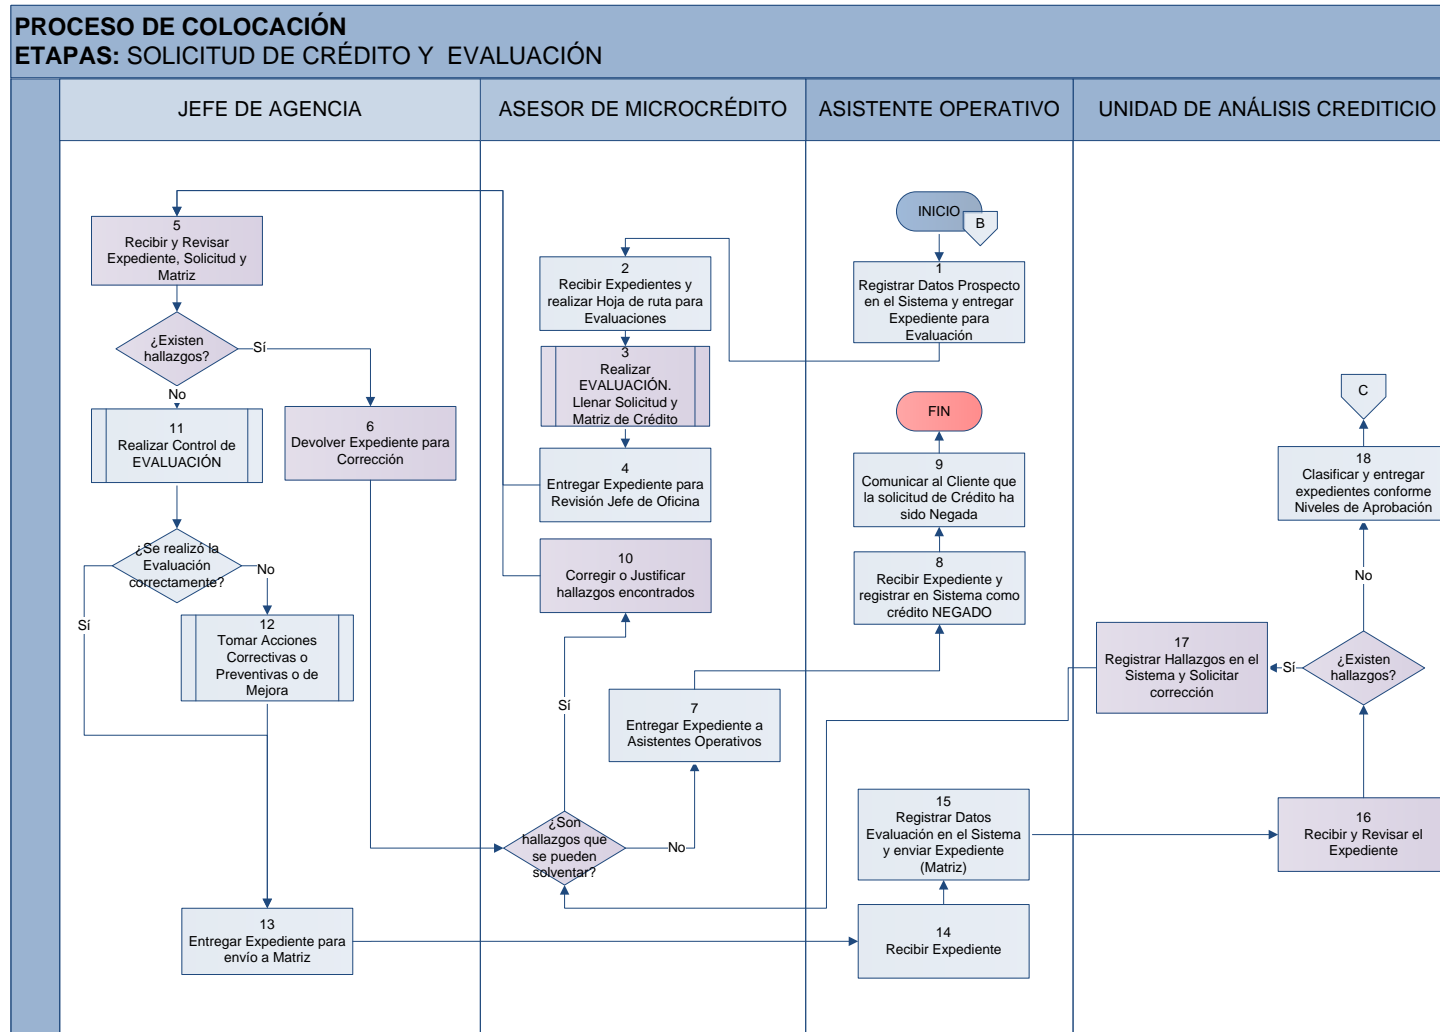 PROCESO DE COLOCACIÓN
ETAPAS: SOLICITUD DE CRÉDITO Y EVALUACIÓN
JEFE DE AGENCIA
ASESOR DE MICROCRÉDITO
ASISTENTE OPERATIVO
UNIDAD DE ANÁLISIS CREDITICIO
5
Recibir y Revisar
Expediente, Solicitud y
Matriz
¿Existen
hallazgos?
Sí
No
11
Realizar Control de
EVALUACIÓN
6
Devolver Expediente para
Corrección
¿Se realizó la
Evaluación
correctamente?
No
Sí
12
Tomar Acciones
Correctivas o
Preventivas o de
Mejora
13
Entregar Expediente para
envío a Matriz
2
Recibir Expedientes y
realizar Hoja de ruta para
Evaluaciones
3
Realizar
EVALUACIÓN.
Llenar Solicitud y
Matriz de Crédito
4
Entregar Expediente para
Revisión Jefe de Oficina
10
Corregir o Justificar
hallazgos encontrados
Sí
7
Entregar Expediente a
Asistentes Operativos
¿Son
hallazgos que
se pueden
solventar?
No
INICIO
B
1
Registrar Datos Prospecto
en el Sistema y entregar
Expediente para
Evaluación
FIN
9
Comunicar al Cliente que
la solicitud de Crédito ha
sido Negada
8
Recibir Expediente y
registrar en Sistema como
crédito NEGADO
15
Registrar Datos
Evaluación en el Sistema
y enviar Expediente
(Matriz)
14
Recibir Expediente
C
18
Clasificar y entregar
expedientes conforme
Niveles de Aprobación
No
17
Registrar Hallazgos en el
Sistema y Solicitar
corrección
Sí
¿Existen
hallazgos?
16
Recibir y Revisar el
Expediente